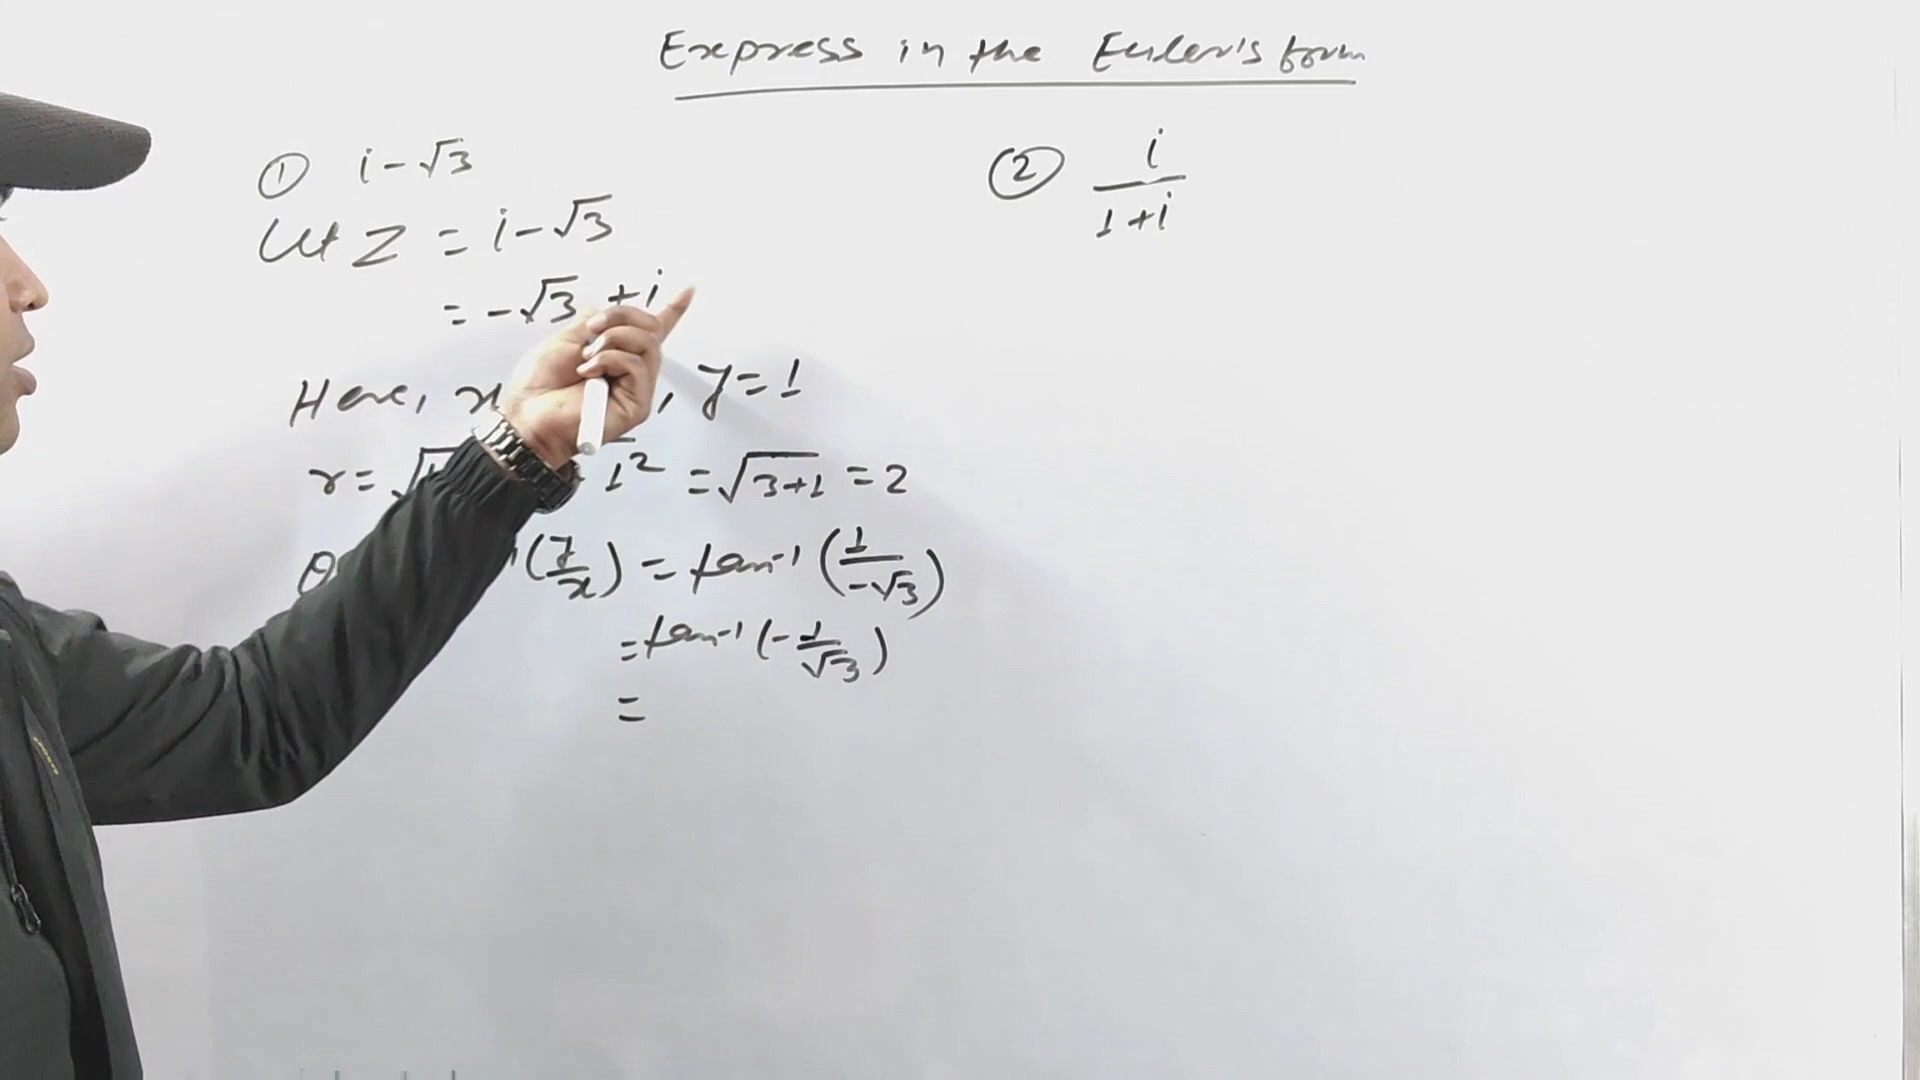 Express in the Euler's form
① i-√3
Let Z = i-√3
= -√3 + i
Here, x , y=1
r=√ 1² =√3+1 =2
θ (y/x) = tan⁻¹ (1/-√3)
= tan⁻¹ (-1/√3)
=
② i/1+i